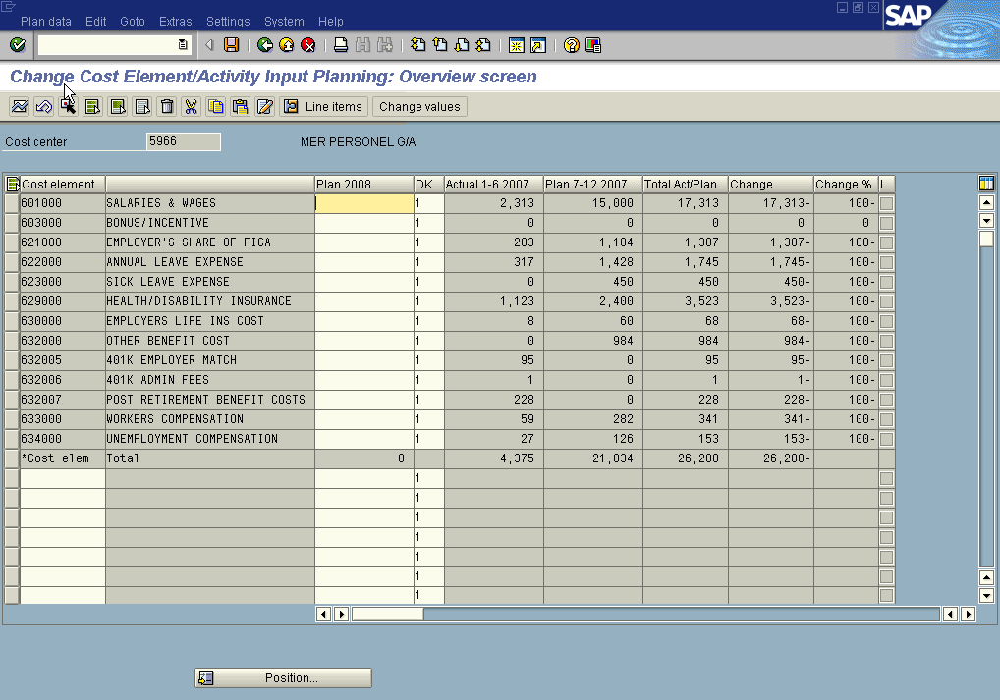 Plan data Edit Goto Extras Settings System Help
SAP
Change Cost Element/Activity Input Planning: Overview screen
Line items Change values
Cost center 5966 MER PERSONEL G/A
Cost element Plan 2008 DK Actual 1-6 2007 Plan 7-12 2007 ... Total Act/Plan Change Change % L
601000 SALARIES & WAGES 1 2,313 15,000 17,313 17,313- 100-
603000 BONUS/INCENTIVE 1 0 0 0 0 0
621000 EMPLOYER'S SHARE OF FICA 1 203 1,104 1,307 1,307- 100-
622000 ANNUAL LEAVE EXPENSE 1 317 1,428 1,745 1,745- 100-
623000 SICK LEAVE EXPENSE 1 0 450 450 450- 100-
629000 HEALTH/DISABILITY INSURANCE 1 1,123 2,400 3,523 3,523- 100-
630000 EMPLOYERS LIFE INS COST 1 8 60 68 68- 100-
632000 OTHER BENEFIT COST 1 0 984 984 984- 100-
632005 401K EMPLOYER MATCH 1 95 0 95 95- 100-
632006 401K ADMIN FEES 1 1 0 1 1- 100-
632007 POST RETIREMENT BENEFIT COSTS 1 228 0 228 228- 100-
633000 WORKERS COMPENSATION 1 59 282 341 341- 100-
634000 UNEMPLOYMENT COMPENSATION 1 27 126 153 153- 100-
*Cost elem Total 0 4,375 21,834 26,208 26,208-
1
1
1
1
1
1
1
Position...